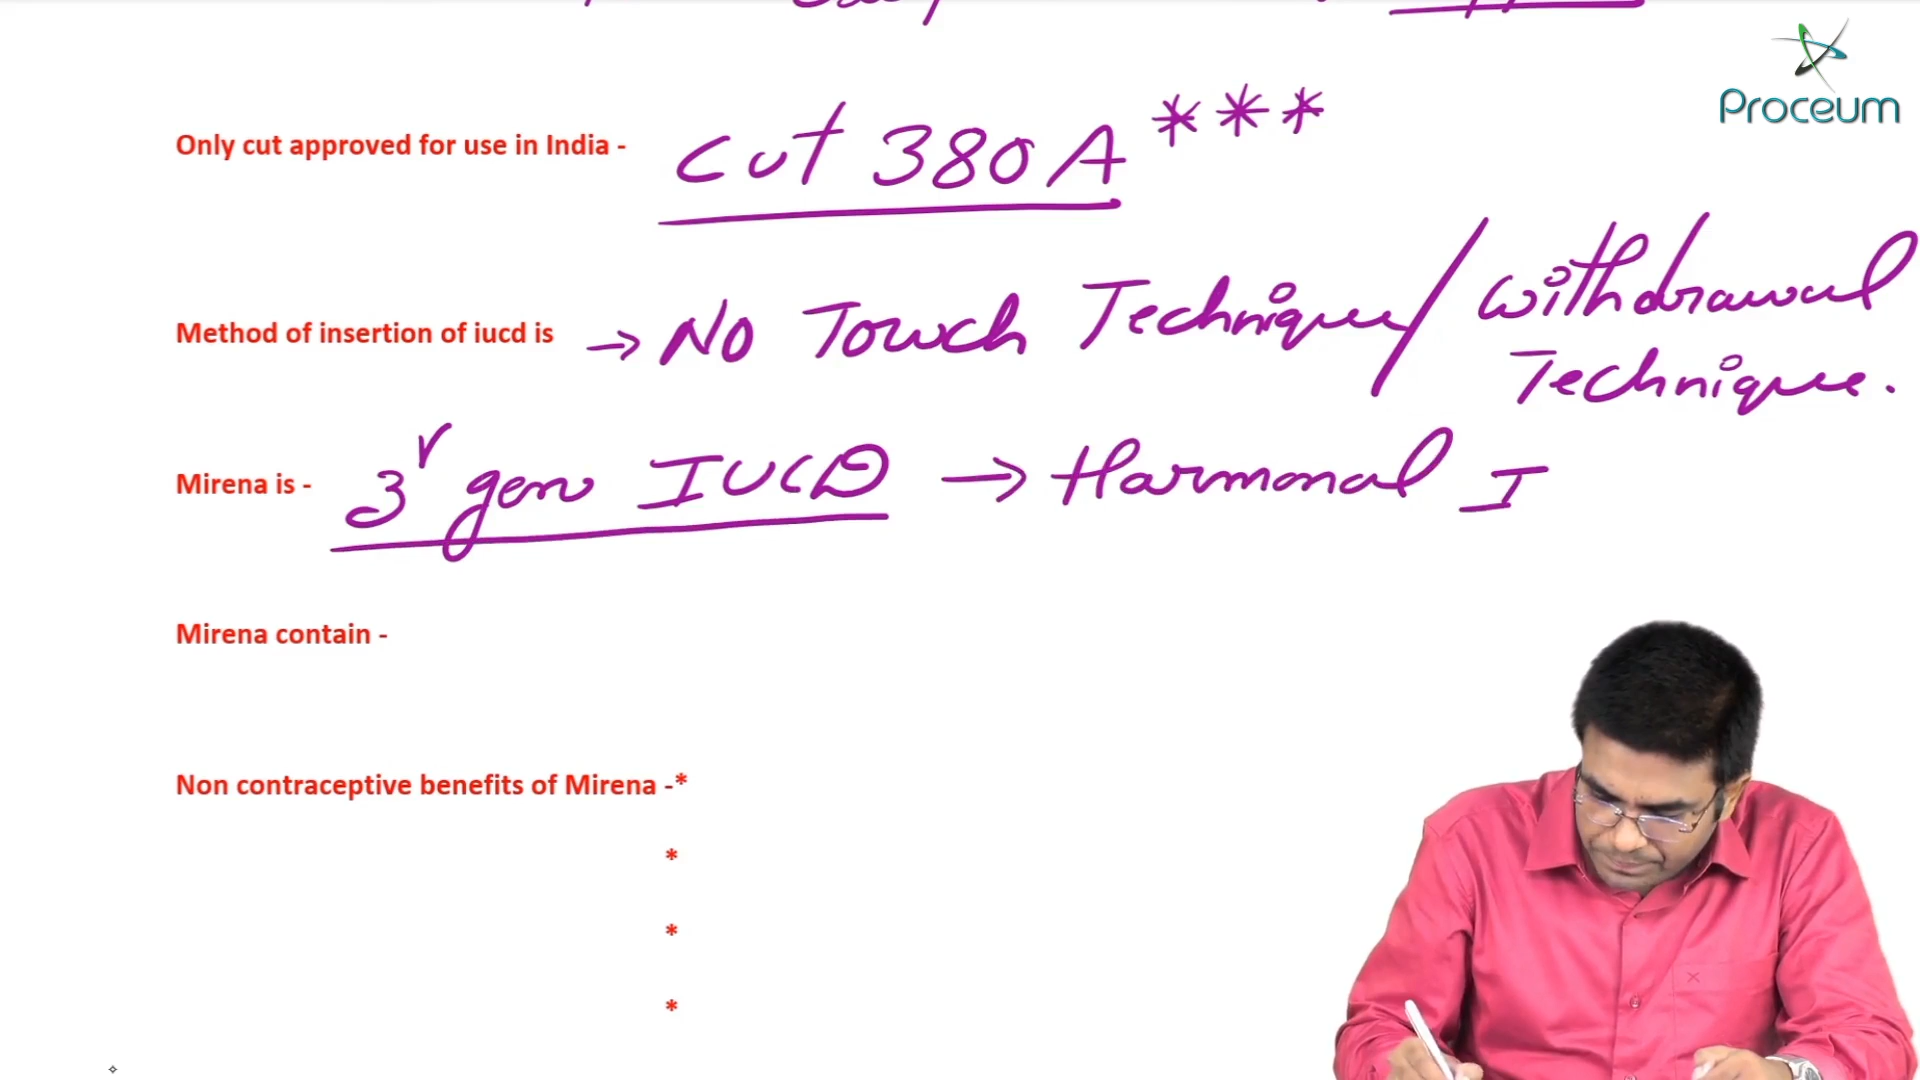 Proceum
Only cut approved for use in India - Cut 380 A ***
Method of insertion of iucd is → No Touch Technique / withdrawal
Technique.
Mirena is - 3r gen IUCD → Harmonal I
Mirena contain -
Non contraceptive benefits of Mirena -*
*
*
*